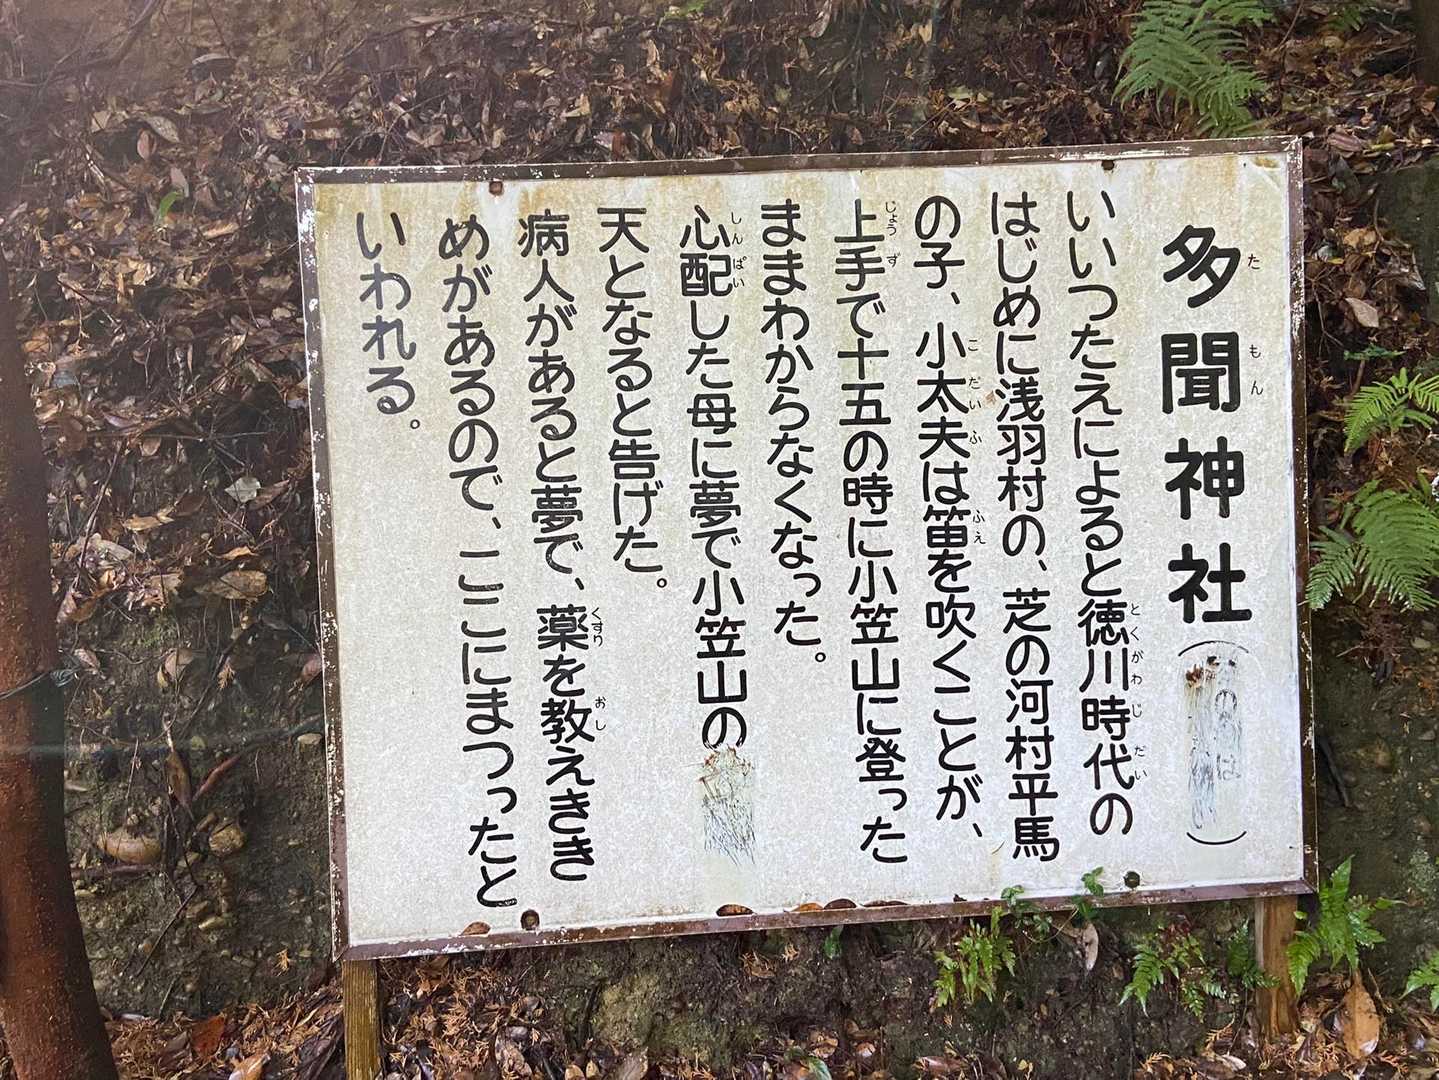 多聞神社
いいつたえによると徳川時代の
はじめに浅羽村の、芝の河村平馬
の子、小太夫は笛を吹くことが、
上手で十五の時に小笠山に登った
ままわからなくなった。
心配した母に夢で小笠山の
天となると告げた。
病人があると夢で、薬を教えきき
めがあるので、ここにまつったと
いわれる。